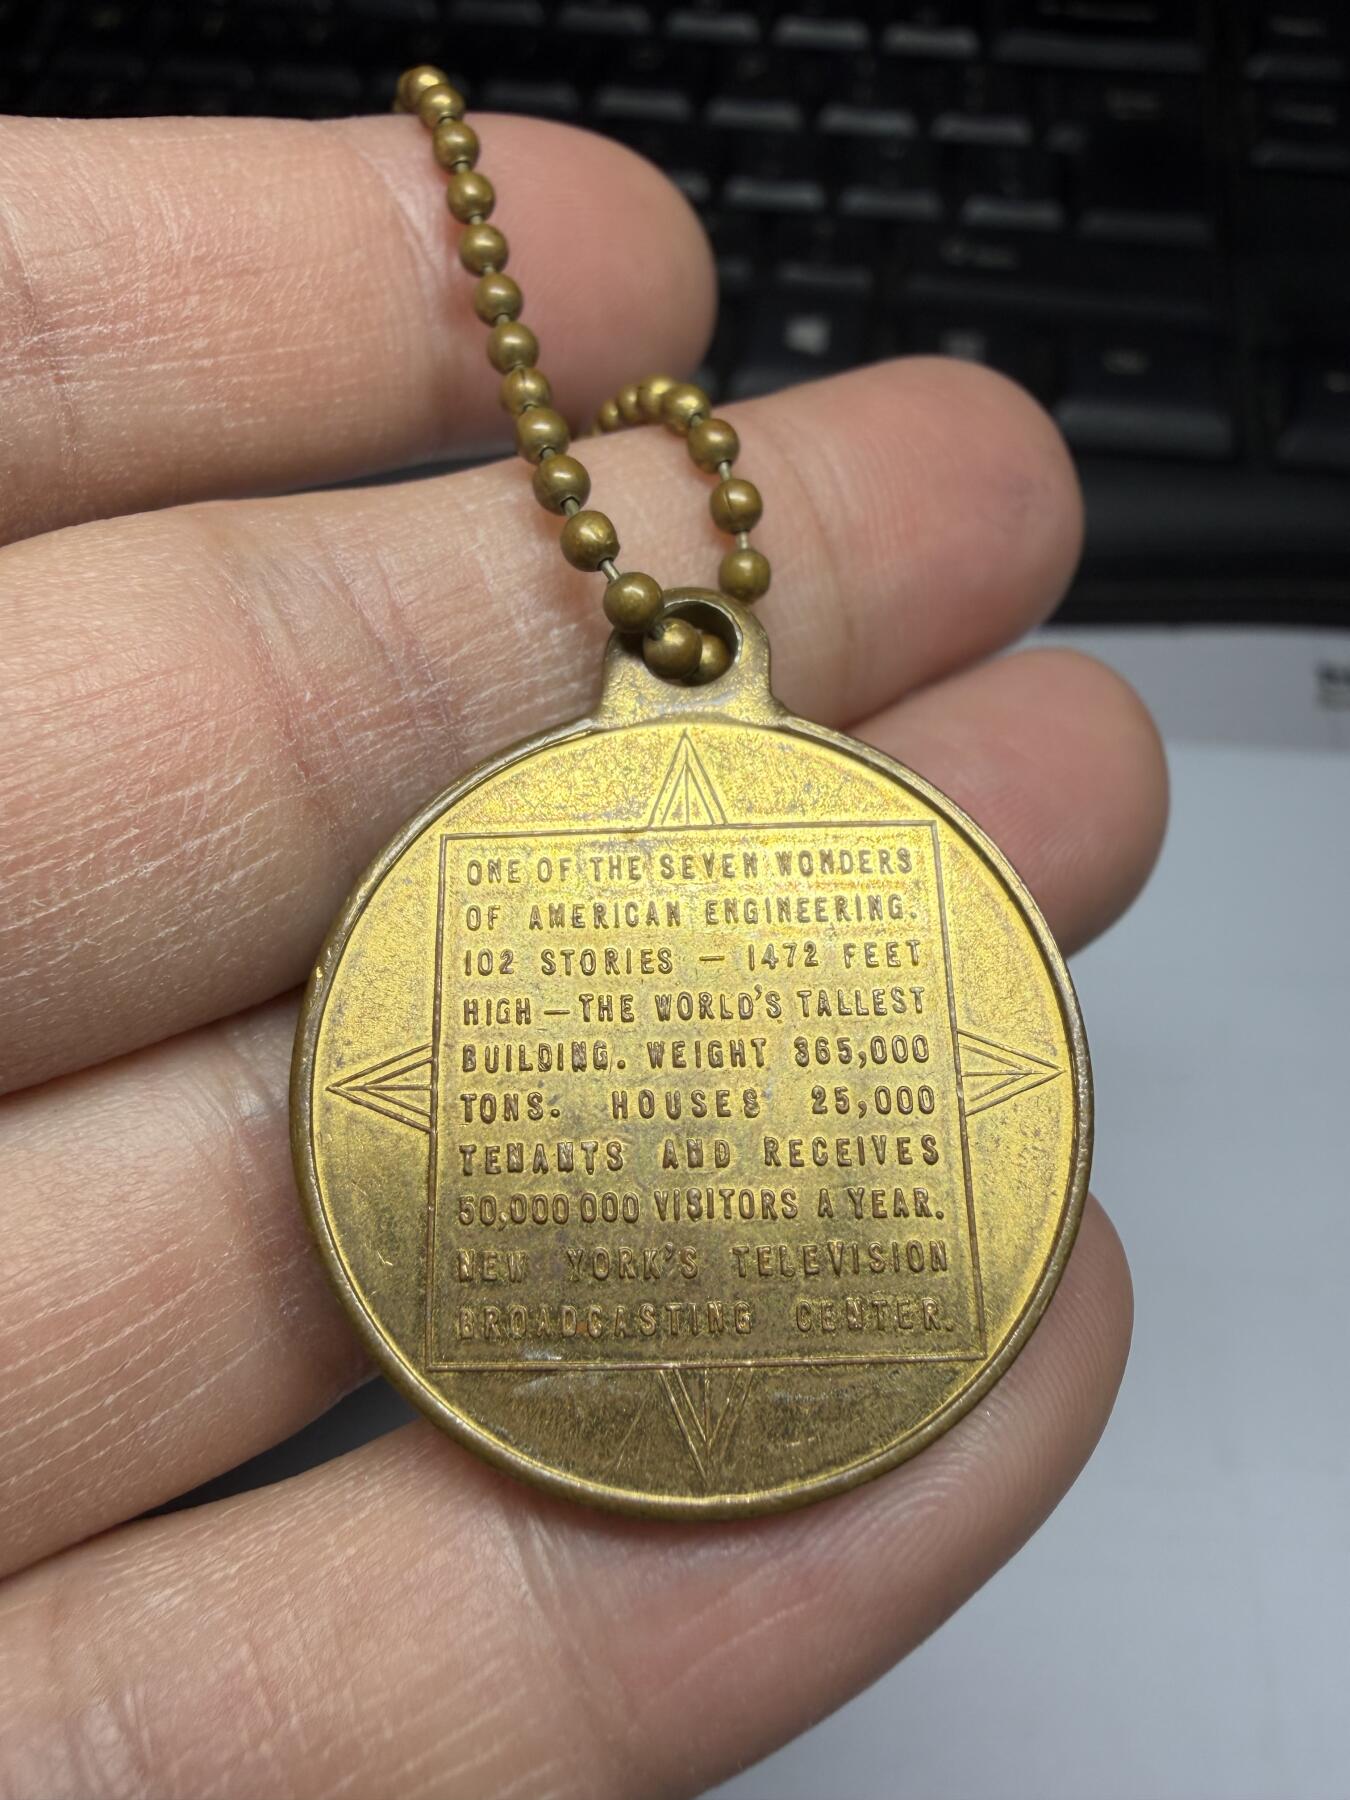 ONE OF THE SEVEN WONDERS
OF AMERICAN ENGINEERING.
102 STORIES — 1472 FEET
HIGH — THE WORLD'S TALLEST
BUILDING. WEIGHT 365,000
TONS. HOUSES 25,000
TENANTS AND RECEIVES
50,000 000 VISITORS A YEAR.
NEW YORK'S TELEVISION
BROADCASTING CENTER.